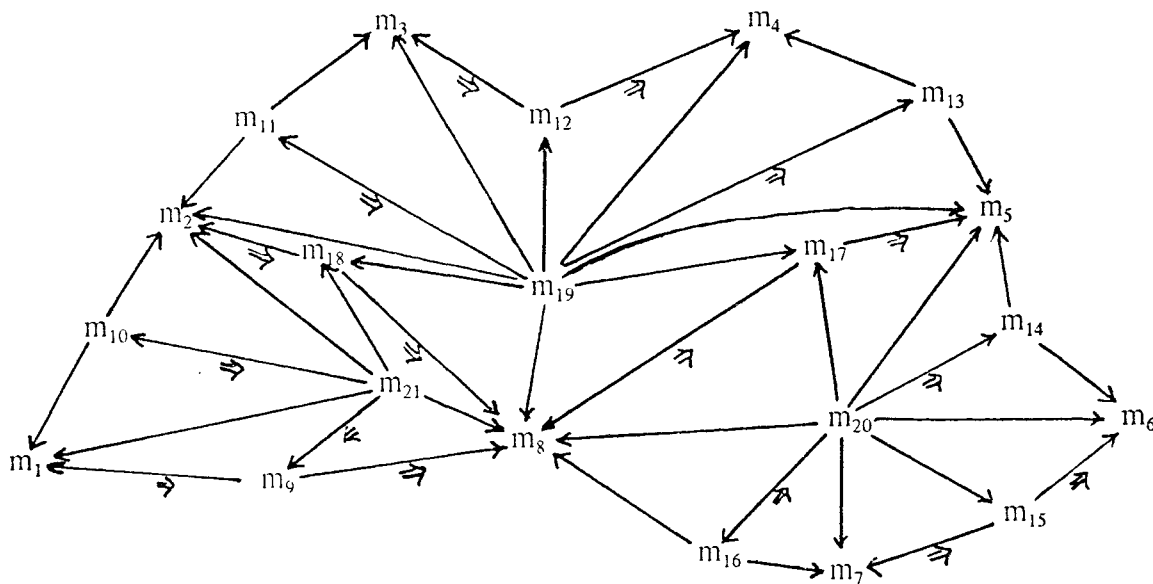 m₃ m₄
m₁₁ m₁₂ m₁₃
m₂ m₁₈ m₁₇ m₅
m₁₉
m₁₀ m₁₄
m₂₁ m₂₀ m₆
m₁ m₉ m₈
m₁₅
m₁₆ m₇